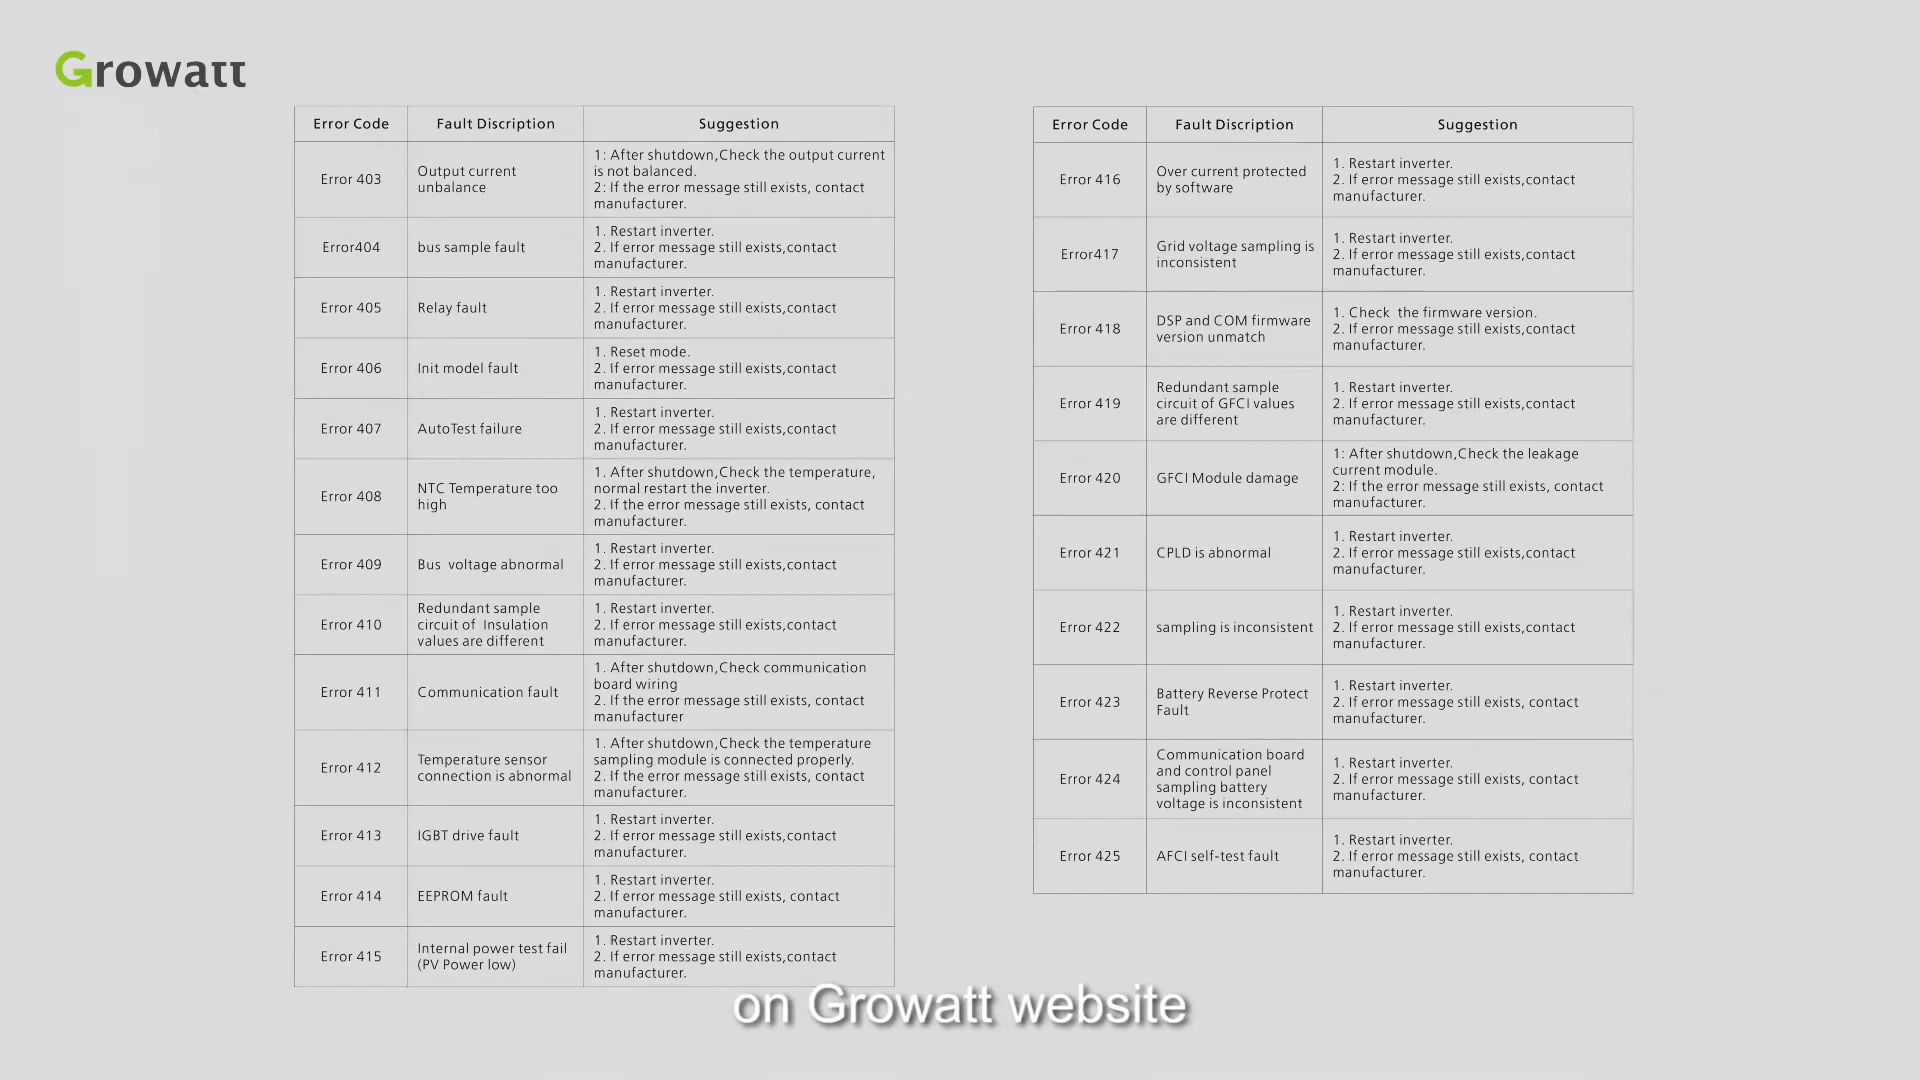 Growatt
Error Code Fault Discription Suggestion
Error 403
Output current
unbalance
1: After shutdown,Check the output current
is not balanced.
2: If the error message still exists, contact
manufacturer.
Error404
bus sample fault
1. Restart inverter.
2. If error message still exists,contact
manufacturer.
Error 405
Relay fault
1. Restart inverter.
2. If error message still exists,contact
manufacturer.
Error 406
Init model fault
1. Reset mode.
2. If error message still exists,contact
manufacturer.
Error 407
AutoTest failure
1. Restart inverter.
2. If error message still exists,contact
manufacturer.
Error 408
NTC Temperature too
high
1. After shutdown,Check the temperature,
normal restart the inverter.
2. If the error message still exists, contact
manufacturer.
Error 409
Bus voltage abnormal
1. Restart inverter.
2. If error message still exists,contact
manufacturer.
Error 410
Redundant sample
circuit of Insulation
values are different
1. Restart inverter.
2. If error message still exists,contact
manufacturer.
Error 411
Communication fault
1. After shutdown,Check communication
board wiring
2. If the error message still exists, contact
manufacturer
Error 412
Temperature sensor
connection is abnormal
1. After shutdown,Check the temperature
sampling module is connected properly.
2. If the error message still exists, contact
manufacturer.
Error 413
IGBT drive fault
1. Restart inverter.
2. If error message still exists,contact
manufacturer.
Error 414
EEPROM fault
1. Restart inverter.
2. If error message still exists, contact
manufacturer.
Error 415
Internal power test fail
(PV Power low)
1. Restart inverter.
2. If error message still exists,contact
manufacturer.
Error Code Fault Discription Suggestion
Error 416
Over current protected
by software
1. Restart inverter.
2. If error message still exists,contact
manufacturer.
Error417
Grid voltage sampling is
inconsistent
1. Restart inverter.
2. If error message still exists,contact
manufacturer.
Error 418
DSP and COM firmware
version unmatch
1. Check the firmware version.
2. If error message still exists,contact
manufacturer.
Error 419
Redundant sample
circuit of GFCI values
are different
1. Restart inverter.
2. If error message still exists,contact
manufacturer.
Error 420
GFCI Module damage
1: After shutdown,Check the leakage
current module.
2: If the error message still exists, contact
manufacturer.
Error 421
CPLD is abnormal
1. Restart inverter.
2. If error message still exists,contact
manufacturer.
Error 422
sampling is inconsistent
1. Restart inverter.
2. If error message still exists,contact
manufacturer.
Error 423
Battery Reverse Protect
Fault
1. Restart inverter.
2. If error message still exists, contact
manufacturer.
Error 424
Communication board
and control panel
sampling battery
voltage is inconsistent
1. Restart inverter.
2. If error message still exists, contact
manufacturer.
Error 425
AFCI self-test fault
1. Restart inverter.
2. If error message still exists, contact
manufacturer.
on Growatt website